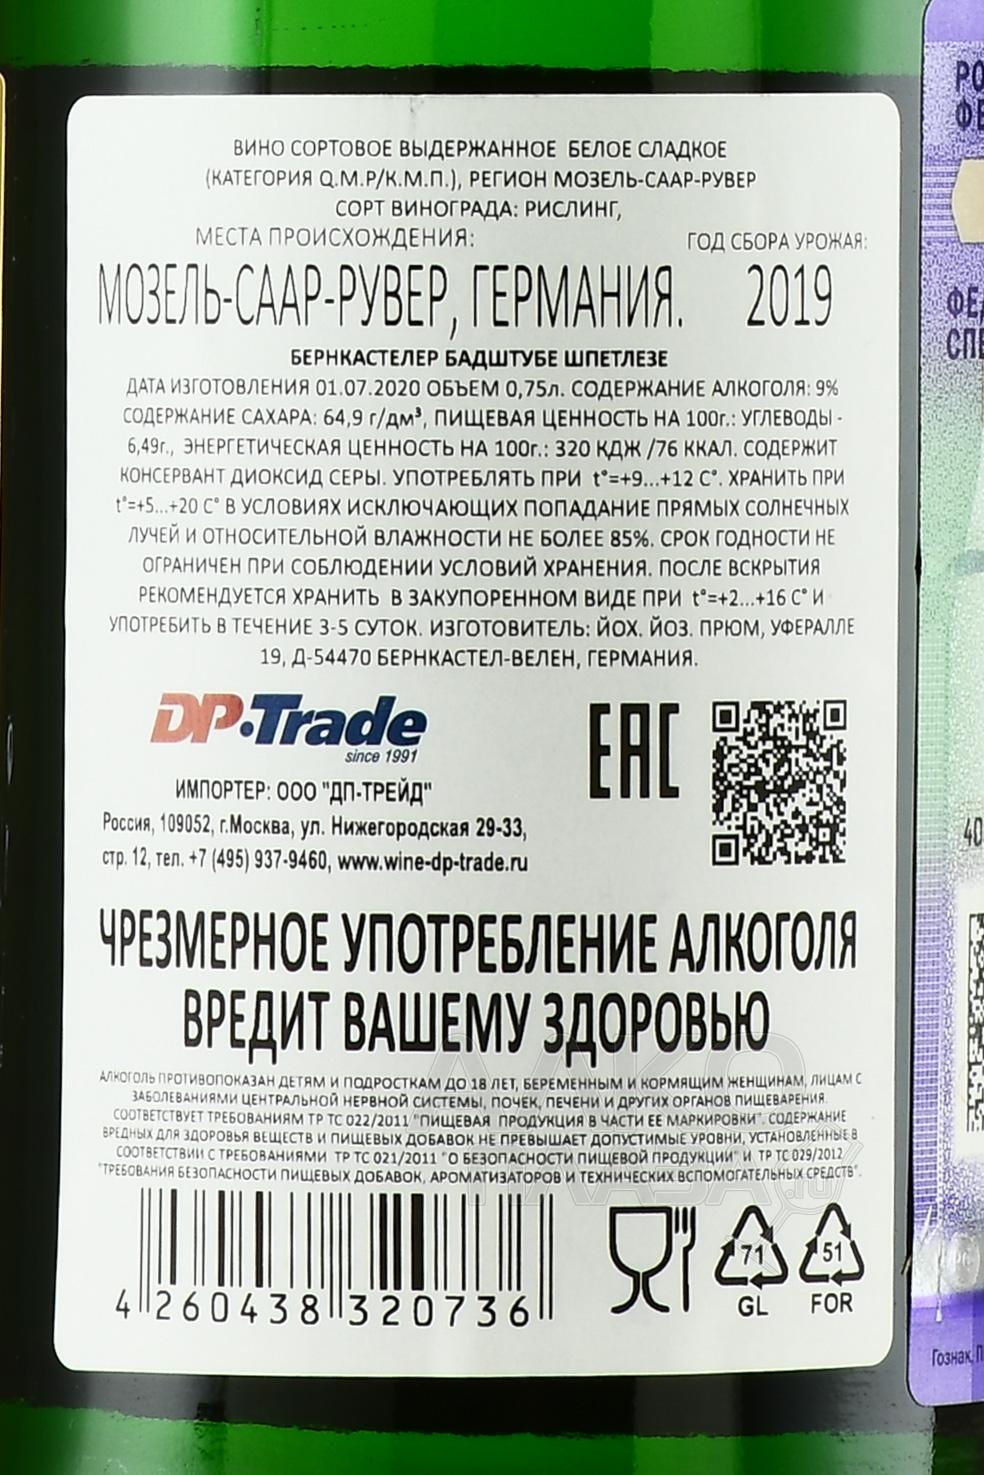 ВИНО СОРТОВОЕ ВЫДЕРЖАННОЕ БЕЛОЕ СЛАДКОЕ
(КАТЕГОРИЯ Q.M.P/К.М.П.), РЕГИОН МОЗЕЛЬ-СААР-РУВЕР
СОРТ ВИНОГРАДА: РИСЛИНГ,
МЕСТА ПРОИСХОЖДЕНИЯ: ГОД СБОРА УРОЖАЯ:
МОЗЕЛЬ-СААР-РУВЕР, ГЕРМАНИЯ. 2019
БЕРНКАСТЕЛЕР БАДШТУБЕ ШПЕТЛЕЗЕ
ДАТА ИЗГОТОВЛЕНИЯ 01.07.2020 ОБЪЕМ 0,75л. СОДЕРЖАНИЕ АЛКОГОЛЯ: 9%
СОДЕРЖАНИЕ САХАРА: 64,9 г/дм³, ПИЩЕВАЯ ЦЕННОСТЬ НА 100г.: УГЛЕВОДЫ -
6,49г., ЭНЕРГЕТИЧЕСКАЯ ЦЕННОСТЬ НА 100г.: 320 КДЖ /76 ККАЛ. СОДЕРЖИТ
КОНСЕРВАНТ ДИОКСИД СЕРЫ. УПОТРЕБЛЯТЬ ПРИ t°=+9...+12 С°. ХРАНИТЬ ПРИ
t°=+5...+20 С° В УСЛОВИЯХ ИСКЛЮЧАЮЩИХ ПОПАДАНИЕ ПРЯМЫХ СОЛНЕЧНЫХ
ЛУЧЕЙ И ОТНОСИТЕЛЬНОЙ ВЛАЖНОСТИ НЕ БОЛЕЕ 85%. СРОК ГОДНОСТИ НЕ
ОГРАНИЧЕН ПРИ СОБЛЮДЕНИИ УСЛОВИЙ ХРАНЕНИЯ. ПОСЛЕ ВСКРЫТИЯ
РЕКОМЕНДУЕТСЯ ХРАНИТЬ В ЗАКУПОРЕННОМ ВИДЕ ПРИ t°=+2...+16 С° И
УПОТРЕБИТЬ В ТЕЧЕНИЕ 3-5 СУТОК. ИЗГОТОВИТЕЛЬ: ЙОХ. ЙОЗ. ПРЮМ, УФЕРАЛЛЕ
19, Д-54470 БЕРНКАСТЕЛ-ВЕЛЕН, ГЕРМАНИЯ.
DP·Trade
since 1991
ЕАС
ИМПОРТЕР: ООО "ДП-ТРЕЙД"
Россия, 109052, г.Москва, ул. Нижегородская 29-33,
стр. 12, тел. +7 (495) 937-9460, www.wine-dp-trade.ru
ЧРЕЗМЕРНОЕ УПОТРЕБЛЕНИЕ АЛКОГОЛЯ
ВРЕДИТ ВАШЕМУ ЗДОРОВЬЮ
АЛКОГОЛЬ ПРОТИВОПОКАЗАН ДЕТЯМ И ПОДРОСТКАМ ДО 18 ЛЕТ, БЕРЕМЕННЫМ И КОРМЯЩИМ ЖЕНЩИНАМ, ЛИЦАМ С
ЗАБОЛЕВАНИЯМИ ЦЕНТРАЛЬНОЙ НЕРВНОЙ СИСТЕМЫ, ПОЧЕК, ПЕЧЕНИ И ДРУГИХ ОРГАНОВ ПИЩЕВАРЕНИЯ.
СООТВЕТСТВУЕТ ТРЕБОВАНИЯМ ТР ТС 022/2011 "ПИЩЕВАЯ ПРОДУКЦИЯ В ЧАСТИ ЕЕ МАРКИРОВКИ". СОДЕРЖАНИЕ
ВРЕДНЫХ ДЛЯ ЗДОРОВЬЯ ВЕЩЕСТВ И ПИЩЕВЫХ ДОБАВОК НЕ ПРЕВЫШАЕТ ДОПУСТИМЫЕ УРОВНИ, УСТАНОВЛЕННЫЕ В
СООТВЕТСТВИИ С ТРЕБОВАНИЯМИ ТР ТС 021/2011 "О БЕЗОПАСНОСТИ ПИЩЕВОЙ ПРОДУКЦИИ" И ТР ТС 029/2012
"ТРЕБОВАНИЯ БЕЗОПАСНОСТИ ПИЩЕВЫХ ДОБАВОК, АРОМАТИЗАТОРОВ И ТЕХНИЧЕСКИХ ВСПОМОГАТЕЛЬНЫХ СРЕДСТВ".
4 260438 320736
71
GL
51
FOR
Гознак,